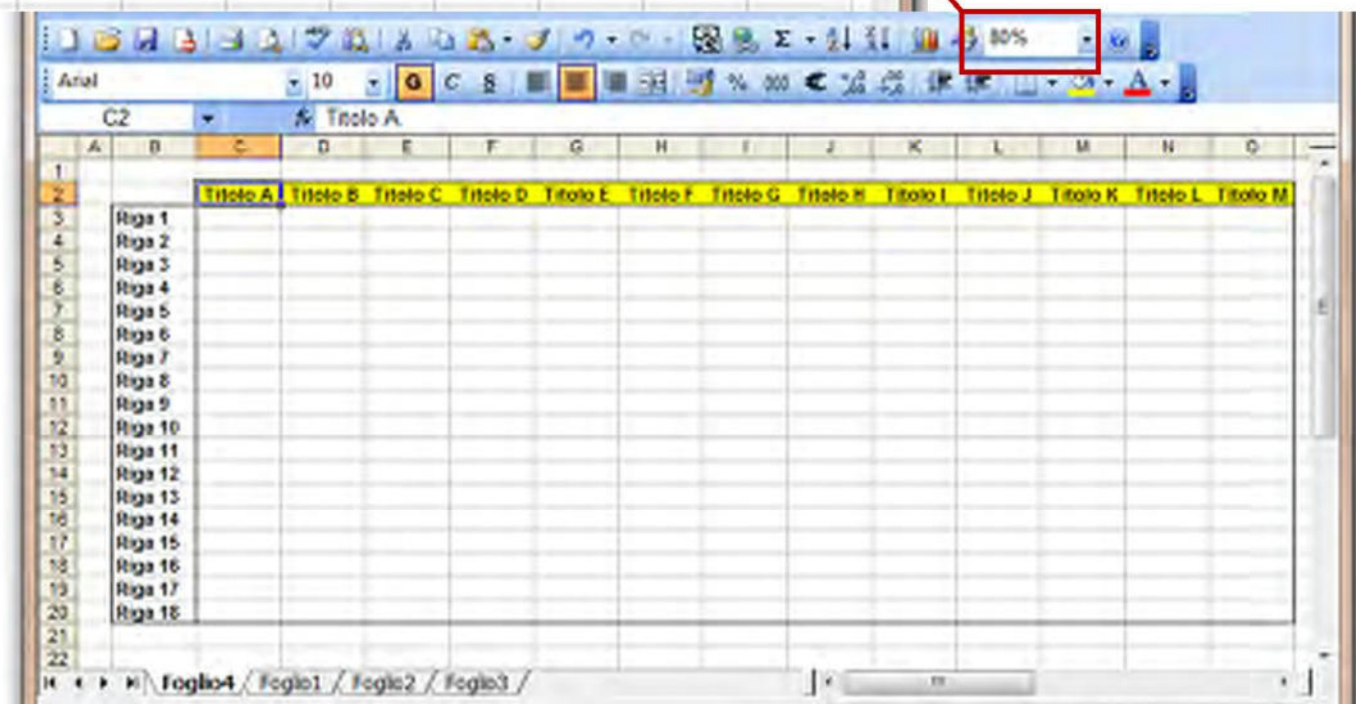 80%
Arial 10 G C S % 000 €
C2 fx Titolo A
A B C D E F G H I J K L M N O
1
2 Titolo A Titolo B Titolo C Titolo D Titolo E Titolo F Titolo G Titolo H Titolo I Titolo J Titolo K Titolo L Titolo M
3 Riga 1
4 Riga 2
5 Riga 3
6 Riga 4
7 Riga 5
8 Riga 6
9 Riga 7
10 Riga 8
11 Riga 9
12 Riga 10
13 Riga 11
14 Riga 12
15 Riga 13
16 Riga 14
17 Riga 15
18 Riga 16
19 Riga 17
20 Riga 18
21
22
Foglio4 / Foglio1 / Foglio2 / Foglio3 /